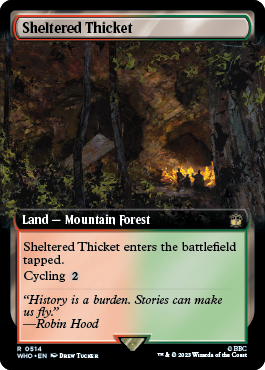 Sheltered Thicket
Land — Mountain Forest
Sheltered Thicket enters the battlefield
tapped.
Cycling 2
“History is a burden. Stories can make
us fly.”
—Robin Hood
R 0514
WHO • EN DREW TUCKER
© BBC
™ & © 2023 Wizards of the Coast